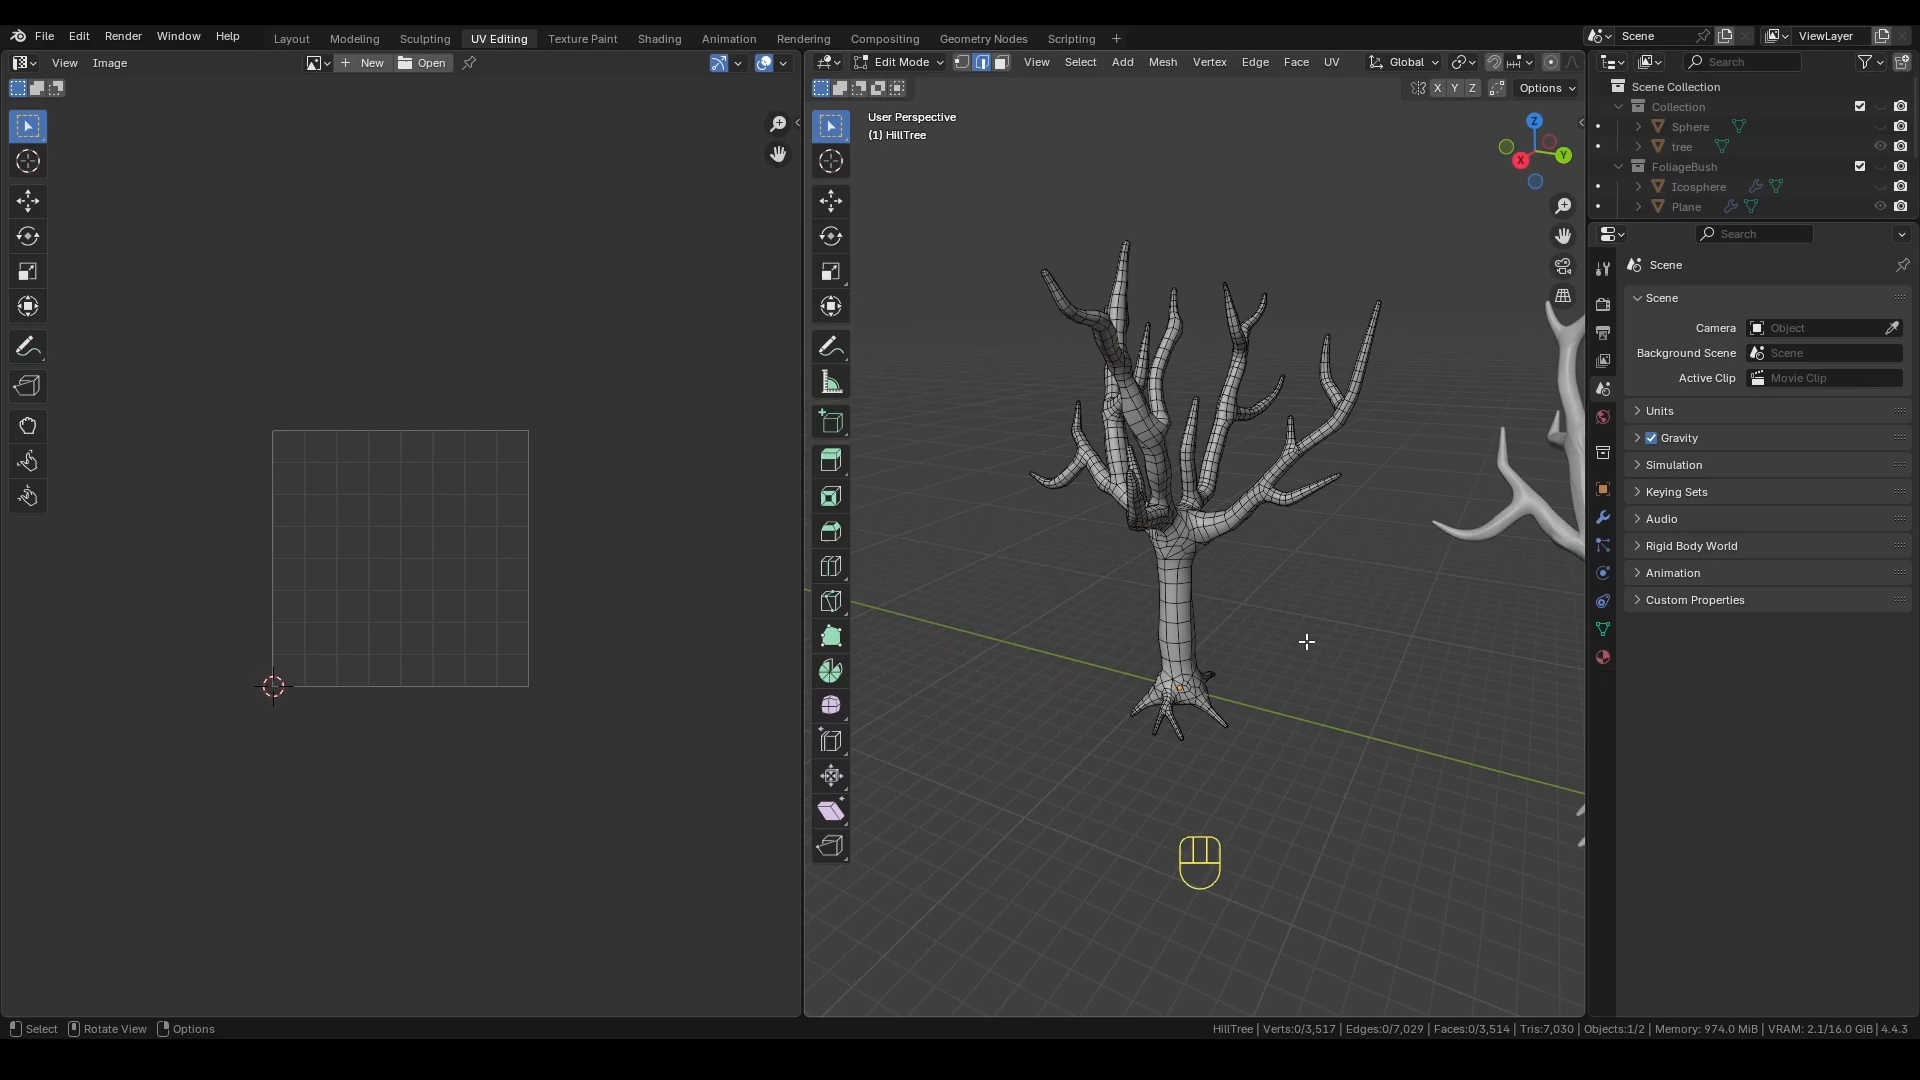 File Edit Render Window Help Layout Modeling Sculpting UV Editing Texture Paint Shading Animation Rendering Compositing Geometry Nodes Scripting Scene ViewLayer
View Image New Open Edit Mode View Select Add Mesh Vertex Edge Face UV Global Search
X Y Z Options
User Perspective
(1) HillTree
Z
X
Y
Scene Collection
Collection
Sphere
tree
FoliageBush
Icosphere
Plane
Search
Scene
Scene
Camera Object
Background Scene Scene
Active Clip Movie Clip
Units
Gravity
Simulation
Keying Sets
Audio
Rigid Body World
Animation
Custom Properties
Select Rotate View Options HillTree | Verts:0/3,517 | Edges:0/7,029 | Faces:0/3,514 | Tris:7,030 | Objects:1/2 | Memory: 974.0 MiB | VRAM: 2.1/16.0 GiB | 4.4.3